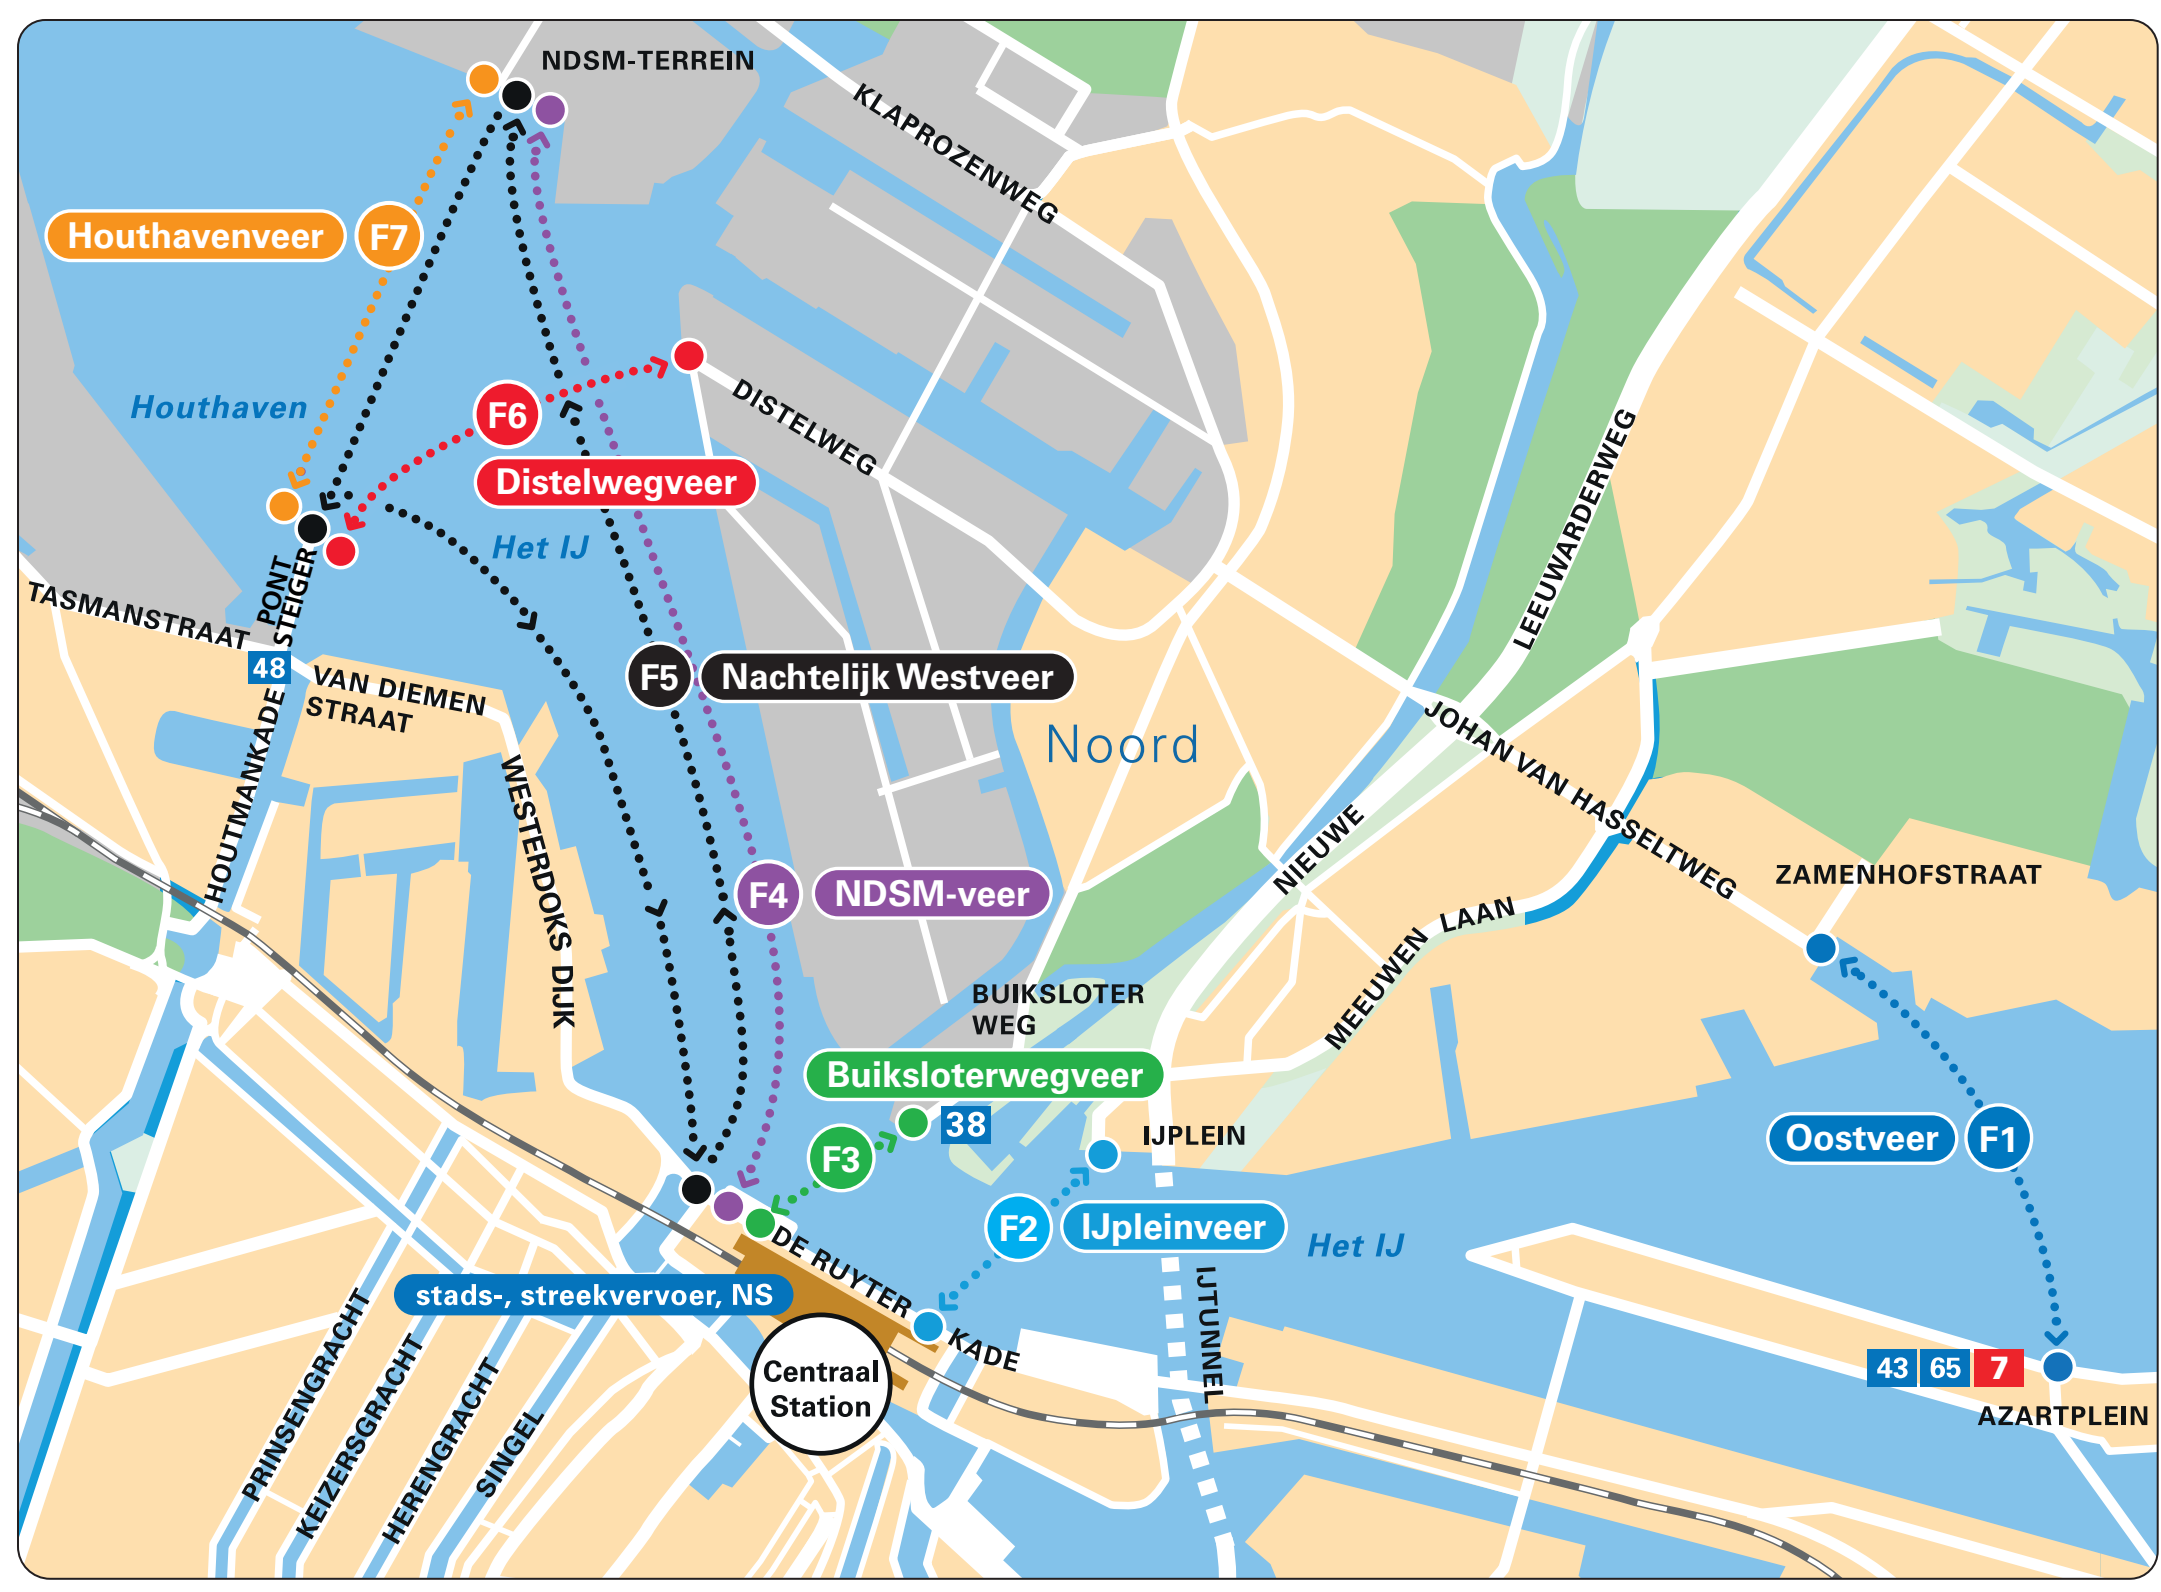 NDSM-TERREIN
KLAPROZENWEG
Houthavenveer
F7
Houthaven
F6
Distelwegveer
DISTELWEG
Het IJ
PONT
STEIGER
TASMANSTRAAT
48
VAN DIEMEN
STRAAT
HOUTMANKADE
WESTERDOKS DIJK
F5
Nachtelijk Westveer
Noord
LEEUWARDERWEG
JOHAN VAN HASSELTWEG
NIEUWE
F4
NDSM-veer
MEEUWEN LAAN
ZAMENHOFSTRAAT
BUIKSLOTER
WEG
Buiksloterwegveer
38
F3
IJPLEIN
Oostveer
F1
F2
IJpleinveer
Het IJ
DE RUYTER
KADE
IJTUNNEL
stads-, streekvervoer, NS
Centraal
Station
43
65
7
AZARTPLEIN
PRINSENGRACHT
KEIZERSGRACHT
HERENGRACHT
SINGEL